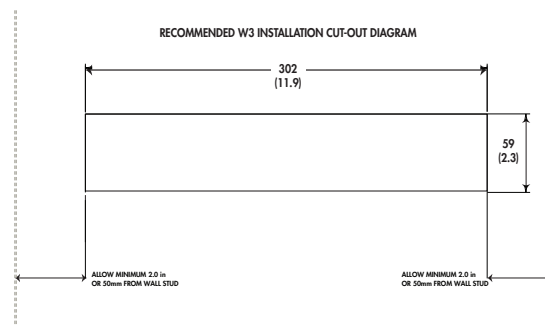 RECOMMENDED W3 INSTALLATION CUT-OUT DIAGRAM
302
(11.9)
59
(2.3)
ALLOW MINIMUM 2.0 in
OR 50mm FROM WALL STUD
ALLOW MINIMUM 2.0 in
OR 50mm FROM WALL STUD